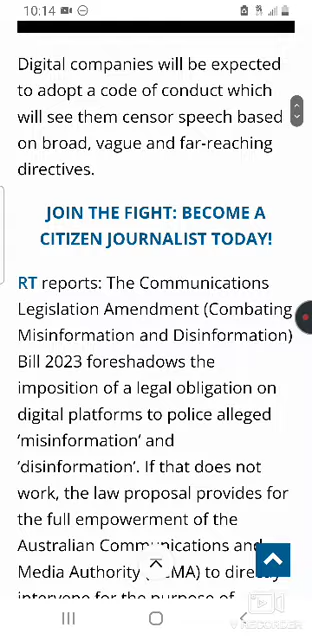 10:14
Digital companies will be expected
to adopt a code of conduct which
will see them censor speech based
on broad, vague and far-reaching
directives.
JOIN THE FIGHT: BECOME A
CITIZEN JOURNALIST TODAY!
RT reports: The Communications
Legislation Amendment (Combating
Misinformation and Disinformation)
Bill 2023 foreshadows the
imposition of a legal obligation on
digital platforms to police alleged
‘misinformation’ and
‘disinformation’. If that does not
work, the law proposal provides for
the full empowerment of the
Australian Communications and
Media Authority (ACMA) to directly
intervene for the purpose of
RECORDER